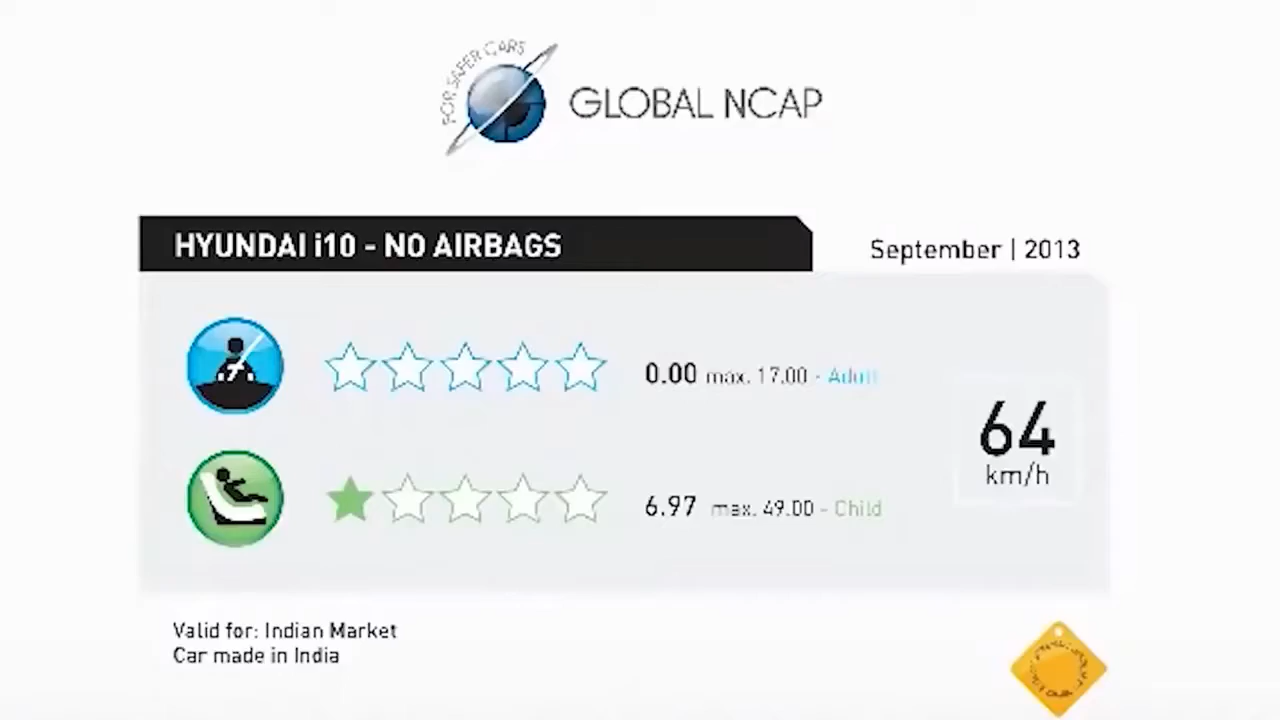 FOR SAFER CARS
GLOBAL NCAP
HYUNDAI i10 - NO AIRBAGS
September | 2013
0.00 max. 17.00 - Adult
6.97 max. 49.00 - Child
64
km/h
Valid for: Indian Market
Car made in India